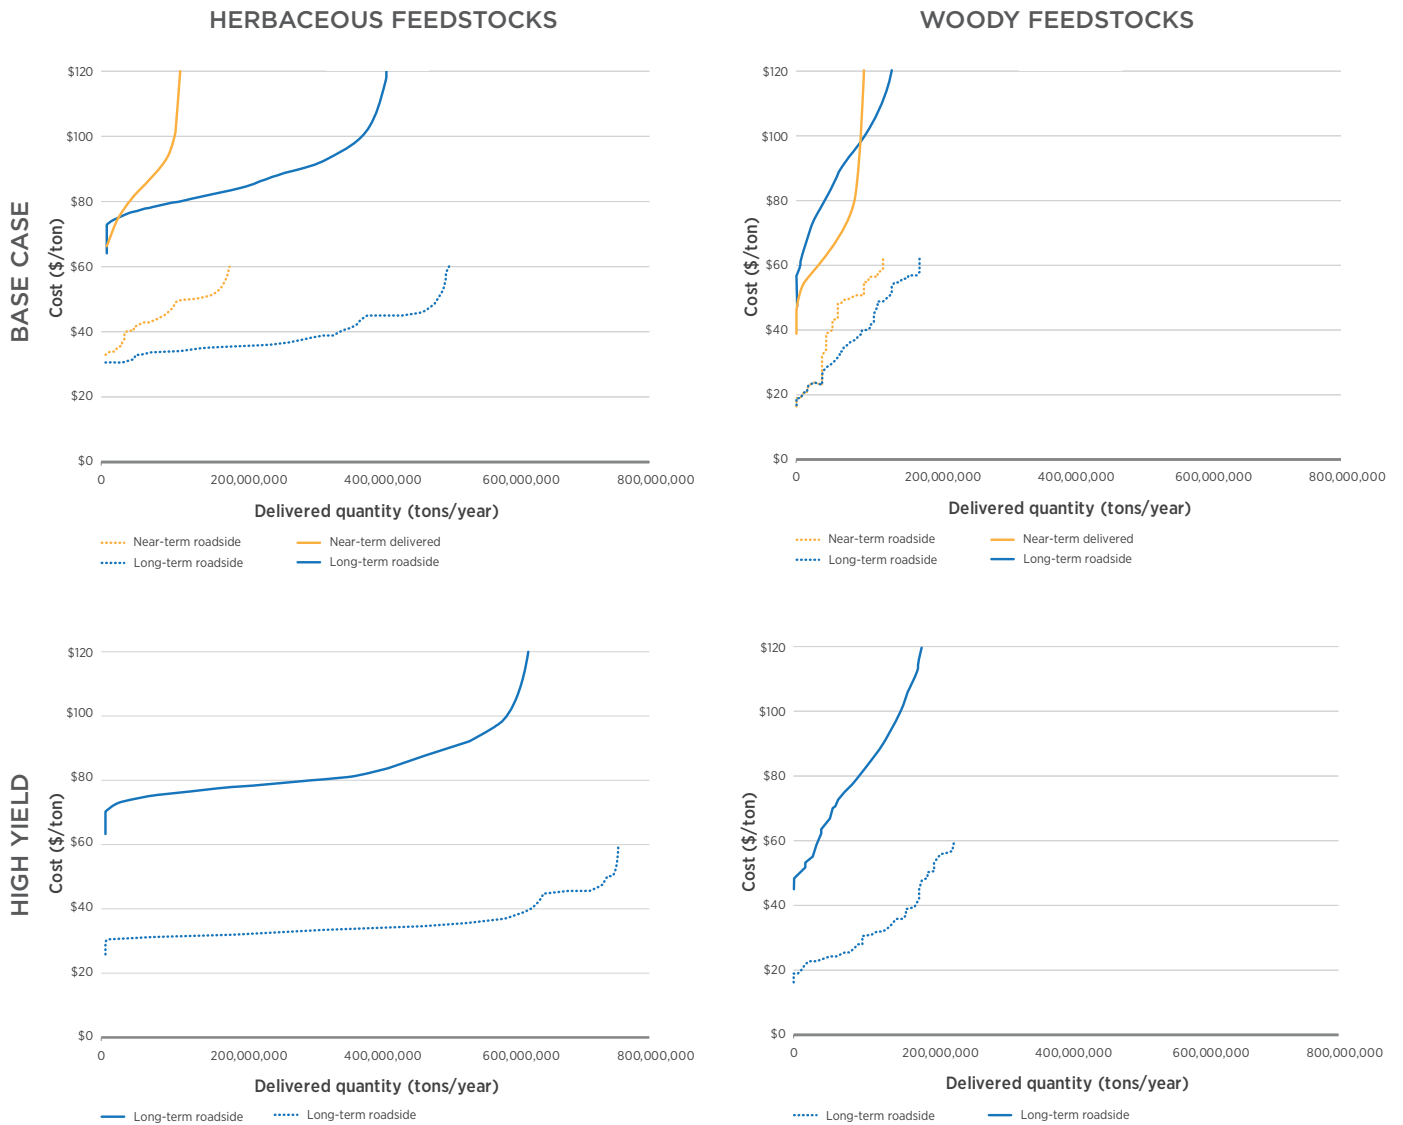 HERBACEOUS FEEDSTOCKS
WOODY FEEDSTOCKS
BASE CASE
Cost ($/ton)
$120
$100
$80
$60
$40
$20
$0
0 200,000,000 400,000,000 600,000,000 800,000,000
Delivered quantity (tons/year)
Near-term roadside Near-term delivered
Long-term roadside Long-term roadside
Cost ($/ton)
$120
$100
$80
$60
$40
$20
$0
0 200,000,000 400,000,000 600,000,000 800,000,000
Delivered quantity (tons/year)
Near-term roadside Near-term delivered
Long-term roadside Long-term roadside
HIGH YIELD
Cost ($/ton)
$120
$100
$80
$60
$40
$20
$0
0 200,000,000 400,000,000 600,000,000 800,000,000
Delivered quantity (tons/year)
Long-term roadside Long-term roadside
Cost ($/ton)
$120
$100
$80
$60
$40
$20
$0
0 200,000,000 400,000,000 600,000,000 800,000,000
Delivered quantity (tons/year)
Long-term roadside Long-term roadside